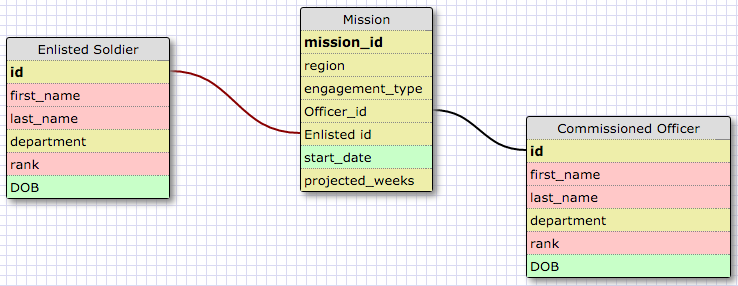 Enlisted Soldier
id
first_name
last_name
department
rank
DOB
Mission
mission_id
region
engagement_type
Officer_id
Enlisted id
start_date
projected_weeks
Commissioned Officer
id
first_name
last_name
department
rank
DOB